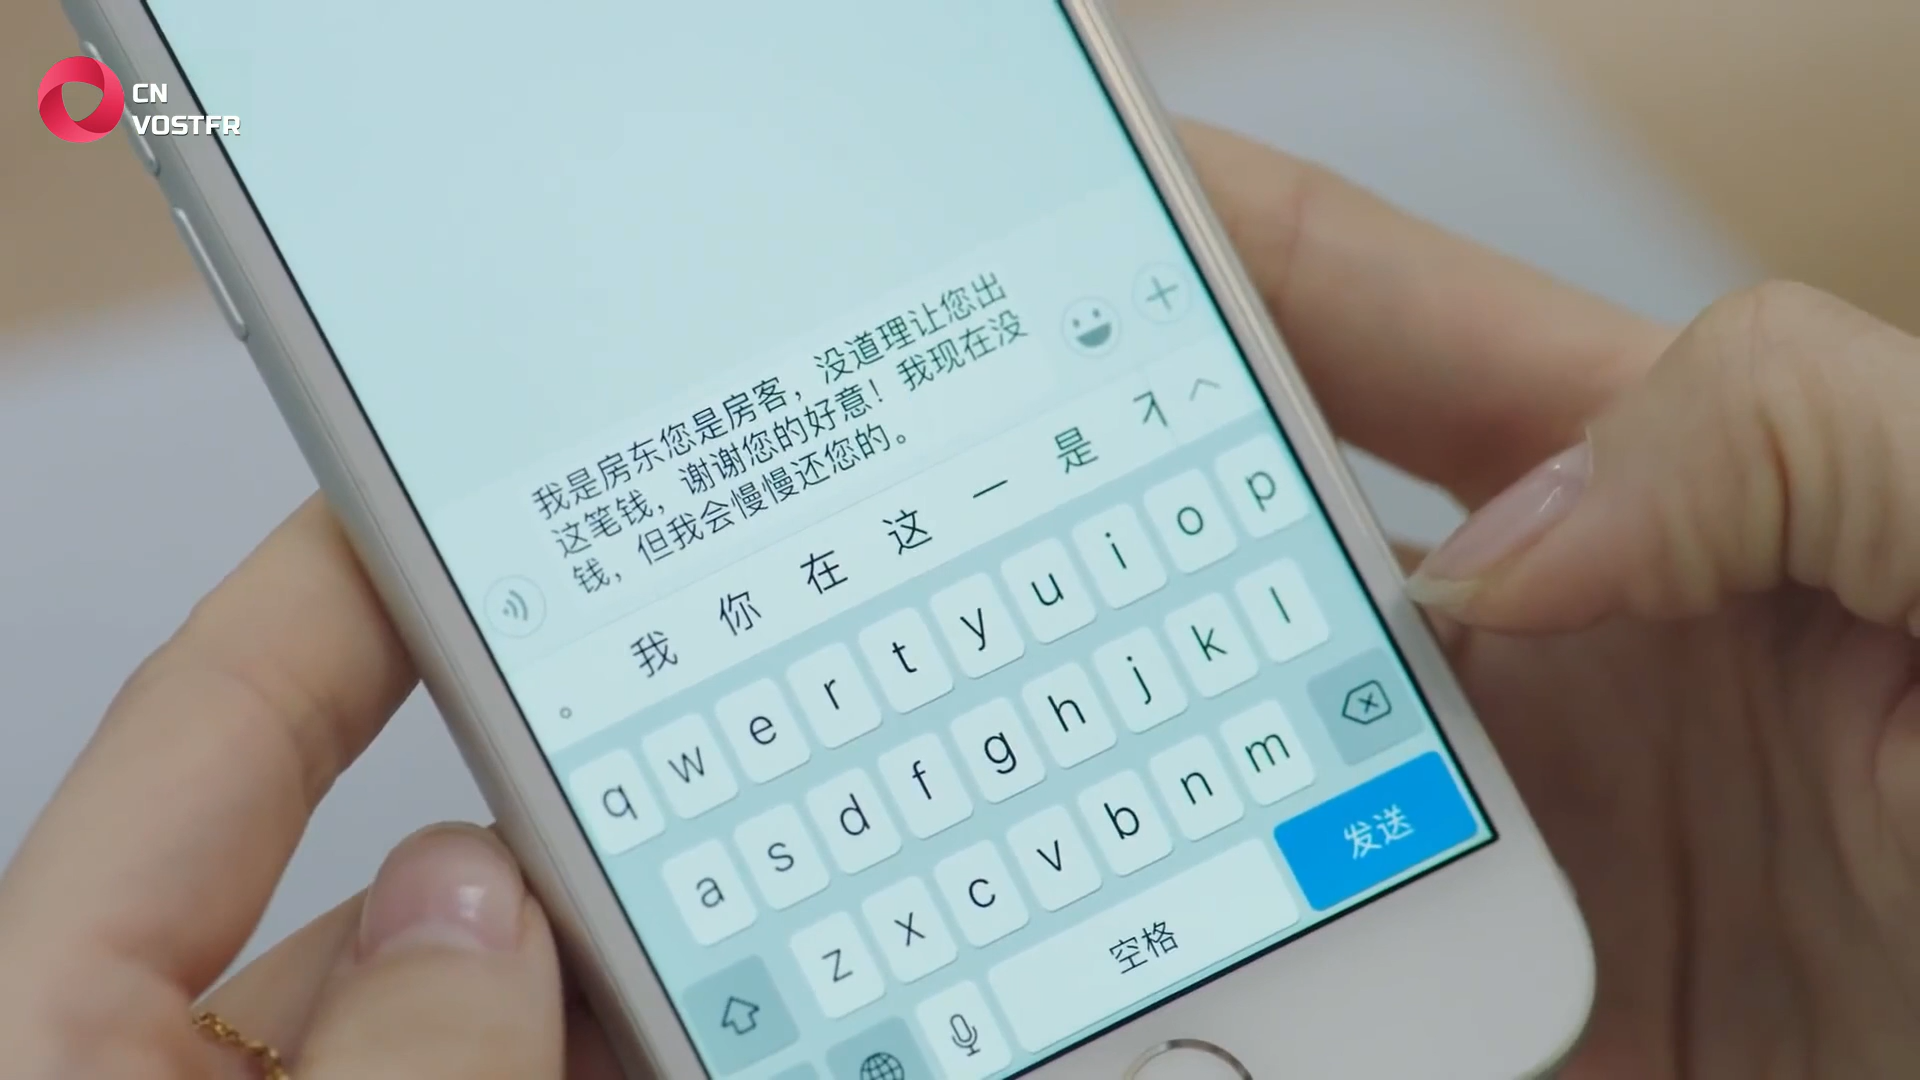 CN
VOSTFR
我是房东您是房客，没道理让您出
这笔钱，谢谢您的好意！我现在没
钱，但我会慢慢还您的。
。 我 你 在 这 一 是
q w e r t y u i o p
a s d f g h j k l
z x c v b n m
空格 发送